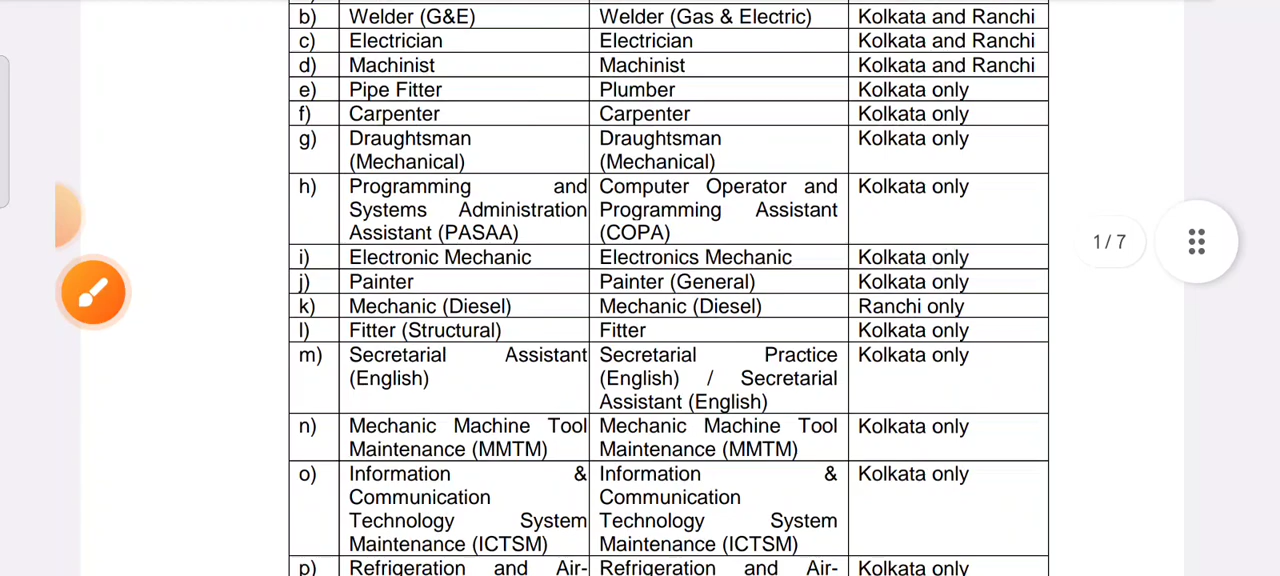 b) Welder (G&E) Welder (Gas & Electric) Kolkata and Ranchi
c) Electrician Electrician Kolkata and Ranchi
d) Machinist Machinist Kolkata and Ranchi
e) Pipe Fitter Plumber Kolkata only
f) Carpenter Carpenter Kolkata only
g) Draughtsman Draughtsman Kolkata only
(Mechanical) (Mechanical)
h) Programming and Computer Operator and Kolkata only
Systems Administration Programming Assistant
Assistant (PASAA) (COPA)
1 / 7
i) Electronic Mechanic Electronics Mechanic Kolkata only
j) Painter Painter (General) Kolkata only
k) Mechanic (Diesel) Mechanic (Diesel) Ranchi only
l) Fitter (Structural) Fitter Kolkata only
m) Secretarial Assistant Secretarial Practice Kolkata only
(English) (English) / Secretarial
Assistant (English)
n) Mechanic Machine Tool Mechanic Machine Tool Kolkata only
Maintenance (MMTM) Maintenance (MMTM)
o) Information & Information & Kolkata only
Communication Communication
Technology System Technology System
Maintenance (ICTSM) Maintenance (ICTSM)
p) Refrigeration and Air- Refrigeration and Air- Kolkata only